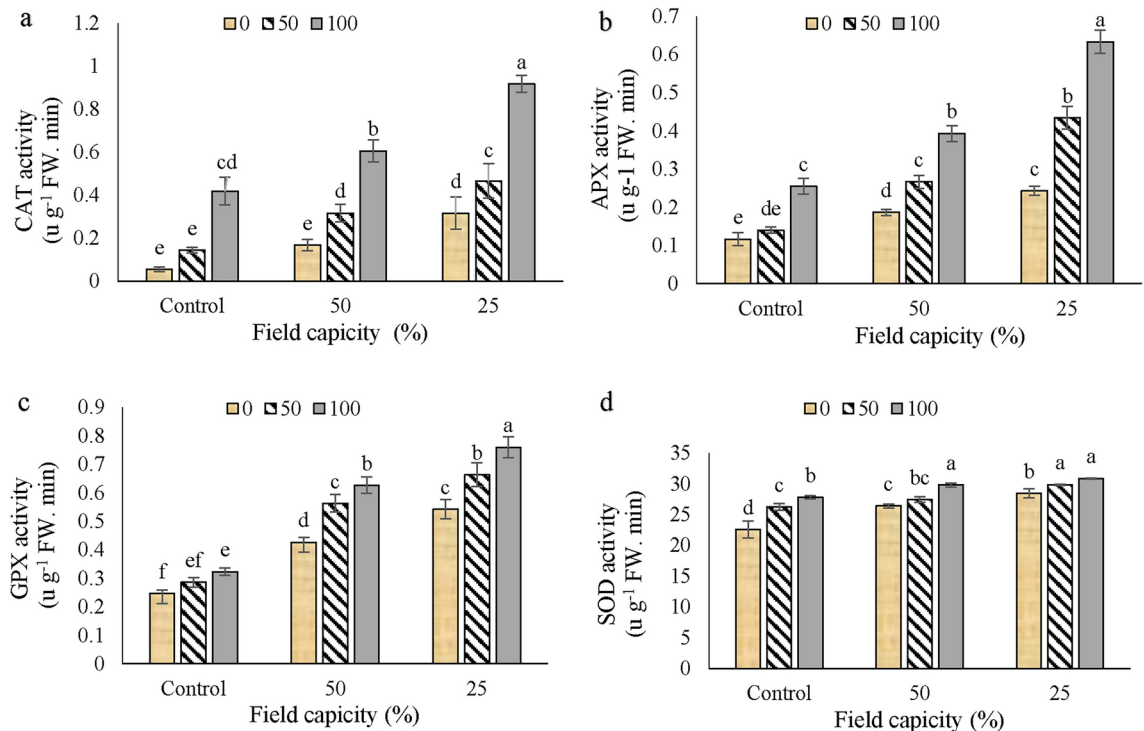 a
0 50 100
CAT activity
(u g⁻¹ FW. min)
1.2
1
0.8
0.6
0.4
0.2
0
e e cd
e d b
d c a
Control 50 25
Field capicity (%)
b
0 50 100
APX activity
(u g-1 FW. min)
0.7
0.6
0.5
0.4
0.3
0.2
0.1
0
e de c
d c b
c b a
Control 50 25
Field capicity (%)
c
0 50 100
GPX activity
(u g⁻¹ FW. min)
0.9
0.8
0.7
0.6
0.5
0.4
0.3
0.2
0.1
0
f ef e
d c b
c b a
Control 50 25
Field capicity (%)
d
0 50 100
SOD activity
(u g⁻¹ FW. min)
35
30
25
20
15
10
5
0
d c b
c bc a
b a a
Control 50 25
Field capicity (%)